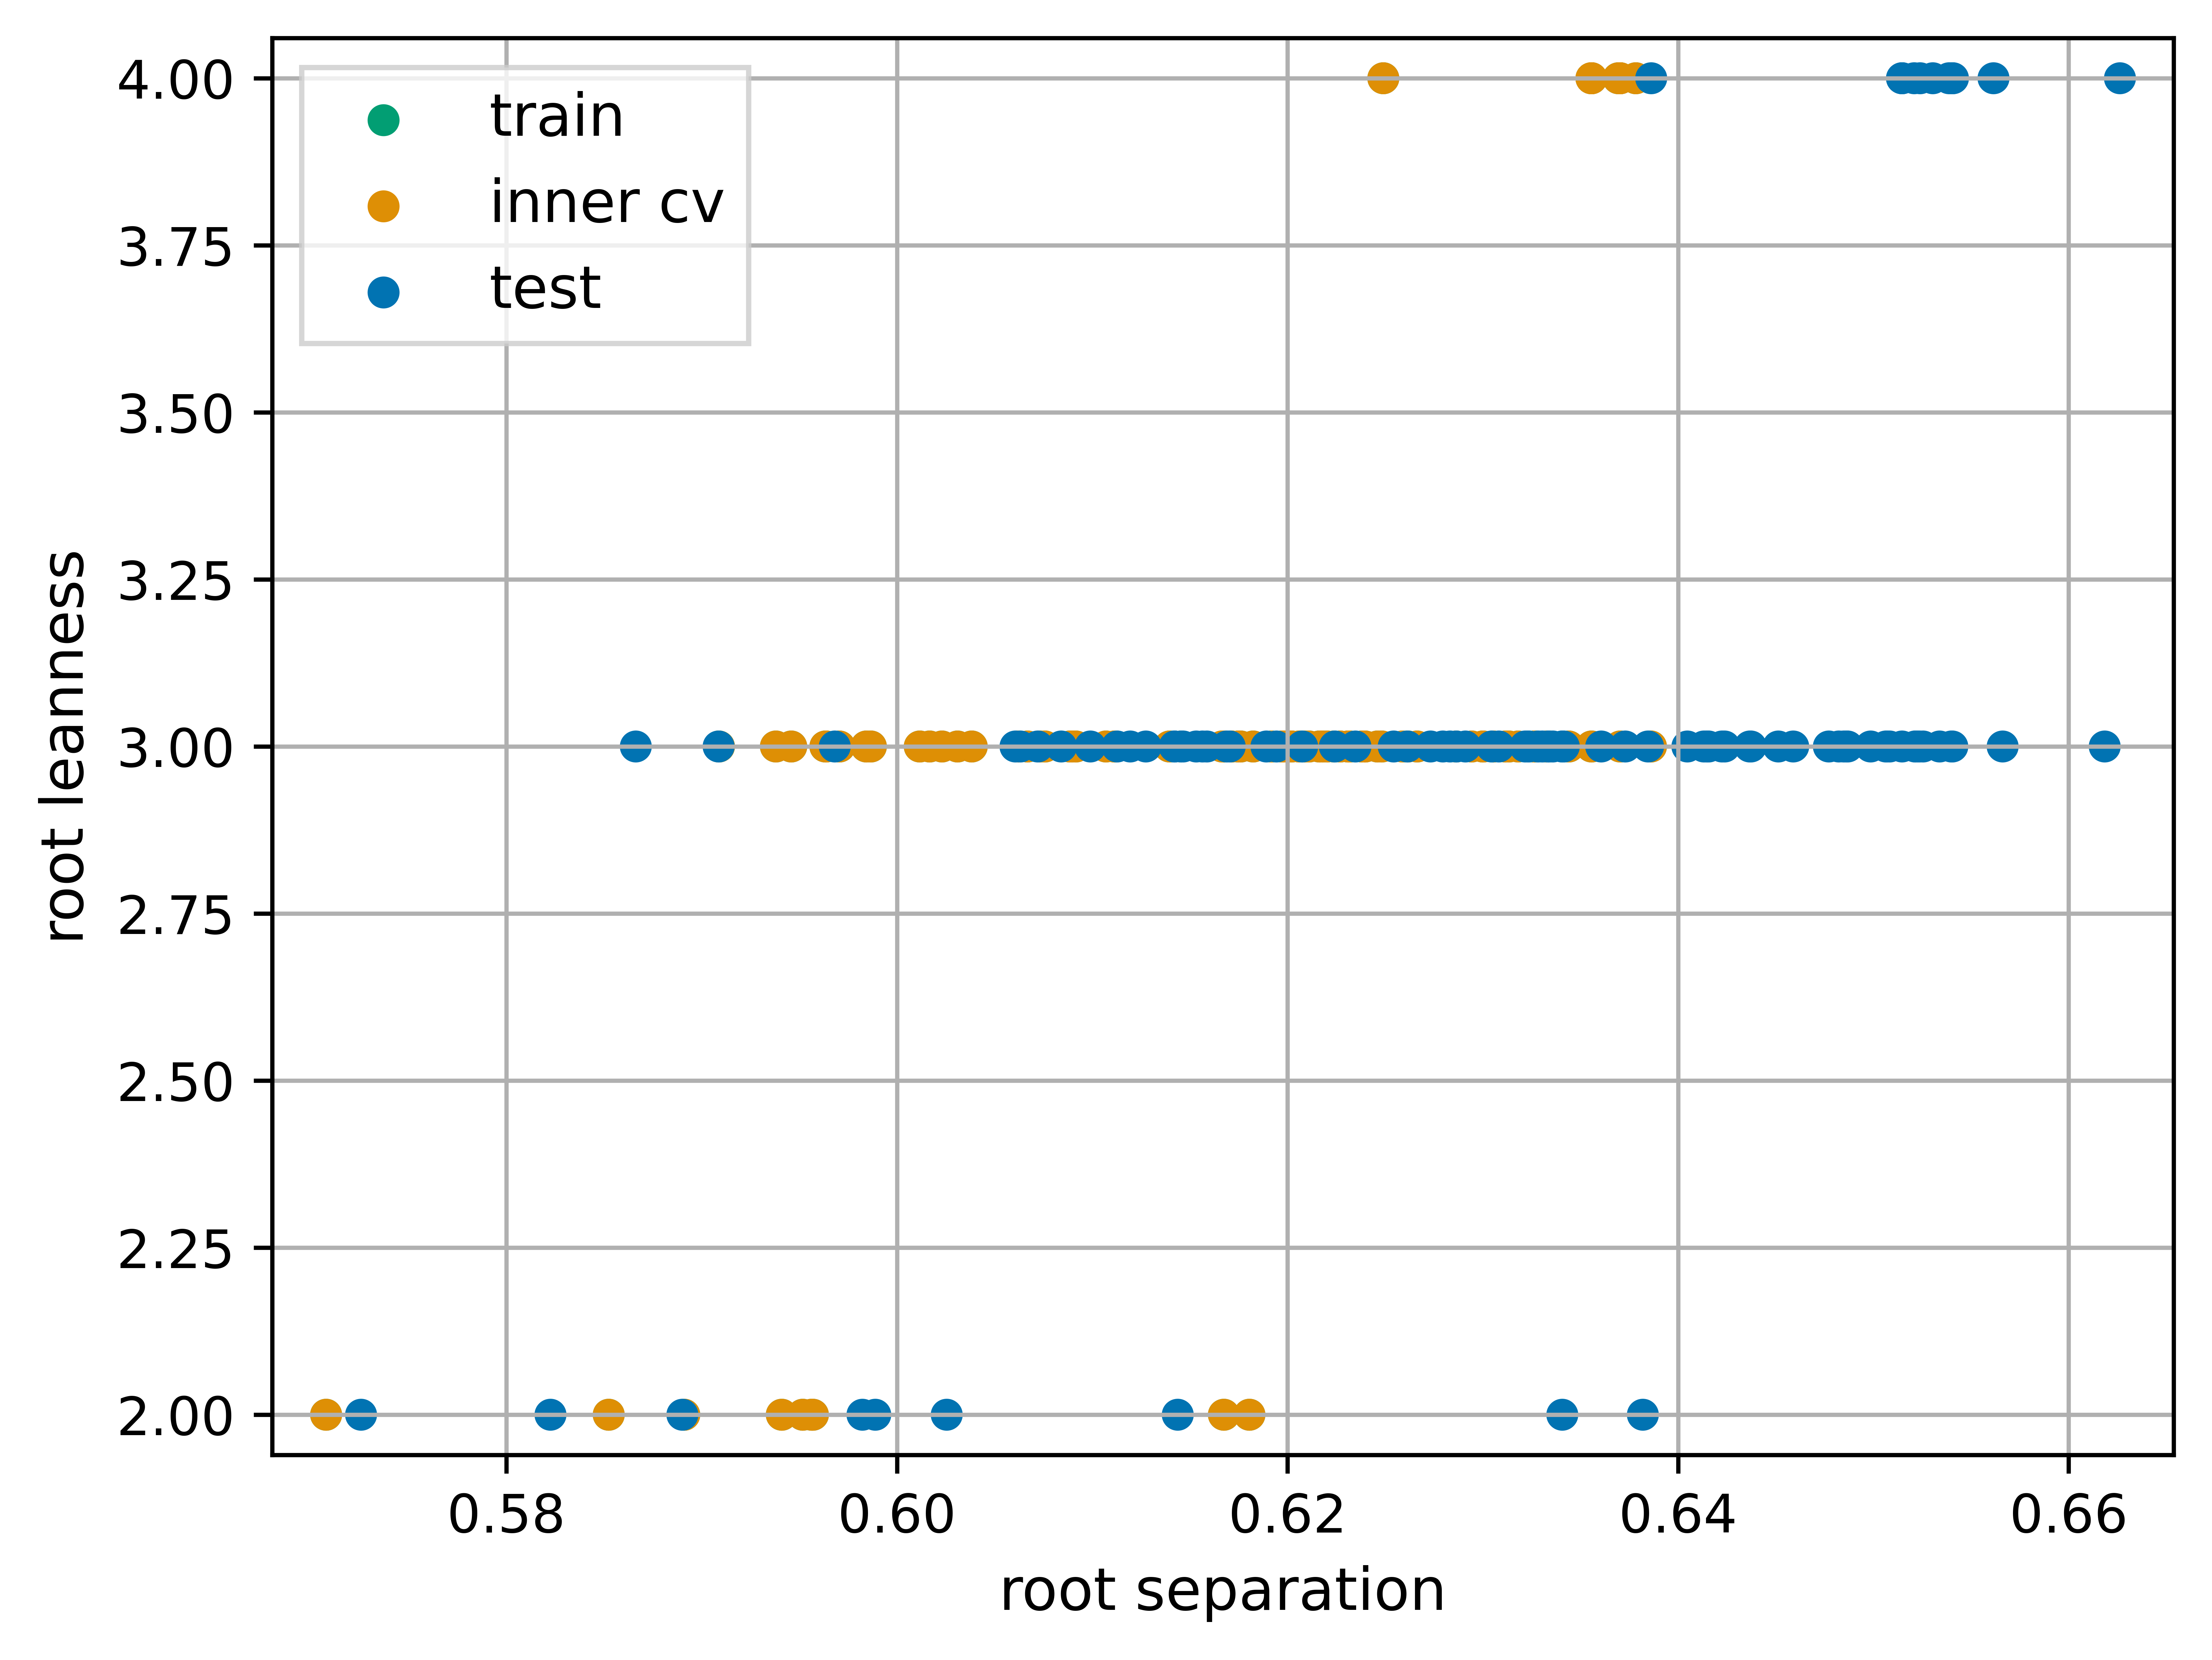 4.00
3.75
3.50
3.25
3.00
2.75
2.50
2.25
2.00
root leanness
train
inner cv
test
0.58 0.60 0.62 0.64 0.66
root separation